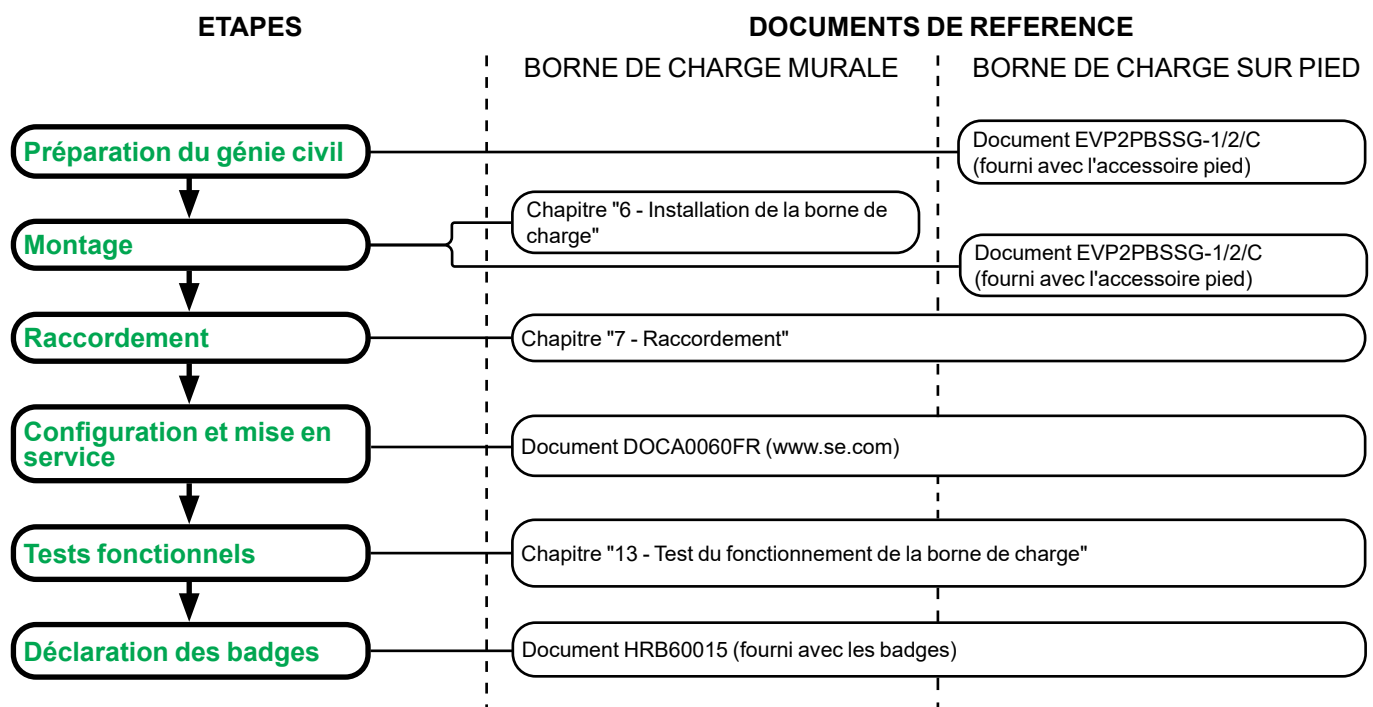 ETAPES
DOCUMENTS DE REFERENCE
BORNE DE CHARGE MURALE
BORNE DE CHARGE SUR PIED
Préparation du génie civil
Document EVP2PBSSG-1/2/C
(fourni avec l'accessoire pied)
Montage
Chapitre "6 - Installation de la borne de
charge"
Document EVP2PBSSG-1/2/C
(fourni avec l'accessoire pied)
Raccordement
Chapitre "7 - Raccordement"
Configuration et mise en
service
Document DOCA0060FR (www.se.com)
Tests fonctionnels
Chapitre "13 - Test du fonctionnement de la borne de charge"
Déclaration des badges
Document HRB60015 (fourni avec les badges)